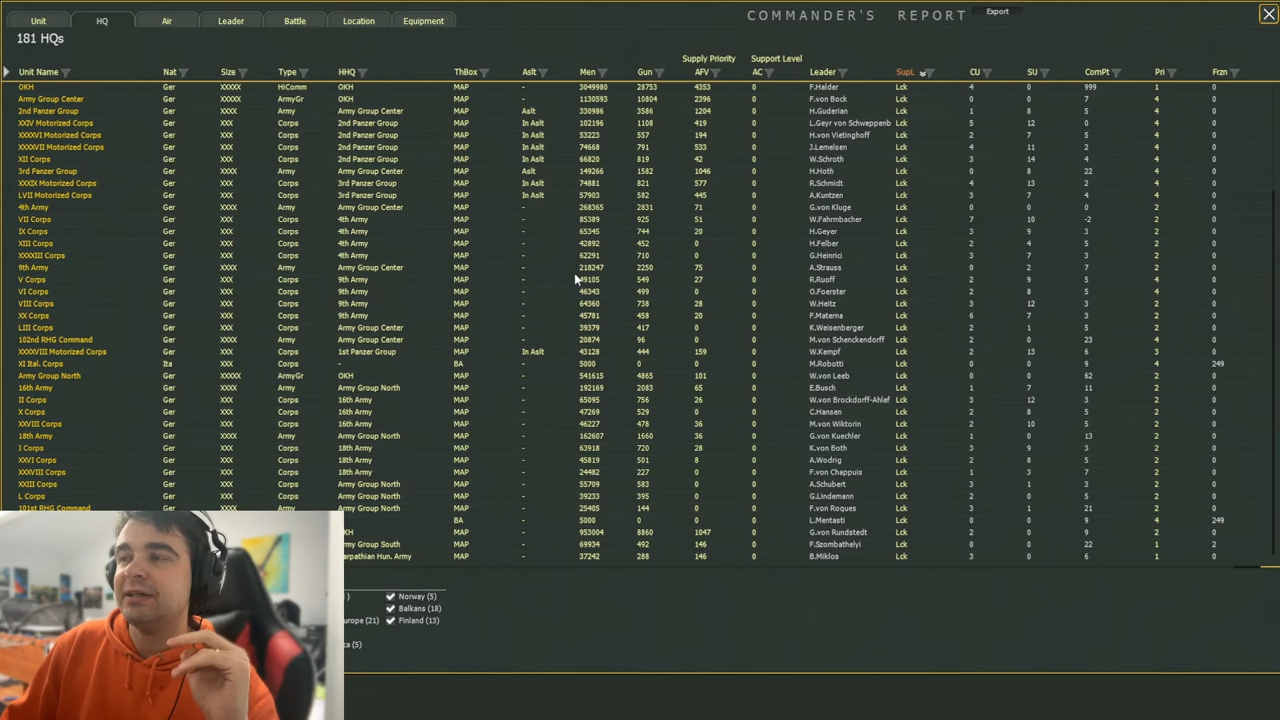 Unit HQ Air Leader Battle Location Equipment COMMANDER'S REPORT Export
181 HQs
Supply Priority Support Level
Unit Name Nat Size Type HHQ ThBox Aslt Men Gun AFV AC Leader SupL CU SU ComPt Pri Frzn
OKH Ger XXXXX HiComm OKH MAP - 3049980 28753 4353 0 F.Halder Lck 4 0 999 1 0
Army Group Center Ger XXXXX ArmyGr OKH MAP - 1130593 10804 2396 0 F.von Bock Lck 0 0 7 4 0
2nd Panzer Group Ger XXXX Army Army Group Center MAP Aslt 330986 3586 1204 0 H.Guderian Lck 1 0 5 4 0
XXIV Motorized Corps Ger XXX Corps 2nd Panzer Group MAP In Aslt 102196 1108 419 0 L.Geyr von Schweppenb Lck 5 12 0 4 0
XXXXVI Motorized Corps Ger XXX Corps 2nd Panzer Group MAP In Aslt 53223 557 194 0 H.von Vietinghoff Lck 2 7 5 4 0
XXXXVII Motorized Corps Ger XXX Corps 2nd Panzer Group MAP In Aslt 74668 791 533 0 J.Lemelsen Lck 4 11 2 4 0
XII Corps Ger XXX Corps 2nd Panzer Group MAP In Aslt 66820 819 42 0 W.Schroth Lck 3 14 4 4 0
3rd Panzer Group Ger XXXX Army Army Group Center MAP Aslt 149266 1582 1046 0 H.Hoth Lck 0 8 22 4 0
XXXIX Motorized Corps Ger XXX Corps 3rd Panzer Group MAP In Aslt 74881 821 577 0 R.Schmidt Lck 4 13 2 4 0
LVII Motorized Corps Ger XXX Corps 3rd Panzer Group MAP In Aslt 57903 582 445 0 A.Kuntzen Lck 3 7 4 4 0
4th Army Ger XXXX Army Army Group Center MAP - 268365 2831 71 0 G.von Kluge Lck 0 0 0 2 0
VII Corps Ger XXX Corps 4th Army MAP - 85389 925 51 0 W.Fahrmbacher Lck 7 10 -2 2 0
IX Corps Ger XXX Corps 4th Army MAP - 65345 744 20 0 H.Geyer Lck 3 9 3 2 0
XIII Corps Ger XXX Corps 4th Army MAP - 42892 452 0 0 H.Felber Lck 2 4 5 2 0
XXXXIII Corps Ger XXX Corps 4th Army MAP - 62291 710 0 0 G.Heinrici Lck 3 7 3 2 0
9th Army Ger XXXX Army Army Group Center MAP - 218247 2250 75 0 A.Strauss Lck 0 2 7 2 0
V Corps Ger XXX Corps 9th Army MAP - 49105 549 27 0 R.Ruoff Lck 2 9 5 4 0
VI Corps Ger XXX Corps 9th Army MAP - 46343 499 0 0 O.Foerster Lck 2 8 5 2 0
VIII Corps Ger XXX Corps 9th Army MAP - 64360 738 28 0 W.Heitz Lck 3 12 3 2 0
XX Corps Ger XXX Corps 9th Army MAP - 45781 458 20 0 F.Materna Lck 6 7 1 2 0
LIII Corps Ger XXX Corps Army Group Center MAP - 39379 417 0 0 K.Weisenberger Lck 2 1 5 2 0
102nd RHG Command Ger XXX Corps Army Group Center MAP - 20874 96 0 0 M.von Schenckendorff Lck 2 0 23 4 0
XXXXVIII Motorized Corps Ger XXX Corps 1st Panzer Group MAP In Aslt 43128 444 159 0 W.Kempf Lck 2 13 6 3 0
XI Ital. Corps Ita XXX Corps - BA - 5000 0 0 0 M.Robotti Lck 0 0 9 4 249
Army Group North Ger XXXXX ArmyGr OKH MAP - 541615 4865 101 0 W.von Leeb Lck 0 0 62 2 0
16th Army Ger XXXX Army Army Group North MAP - 192169 2083 65 0 E.Busch Lck 1 7 11 2 0
II Corps Ger XXX Corps 16th Army MAP - 65095 756 26 0 W.von Brockdorff-Ahlef Lck 3 12 3 2 0
X Corps Ger XXX Corps 16th Army MAP - 47269 529 0 0 C.Hansen Lck 2 8 5 2 0
XXVIII Corps Ger XXX Corps 16th Army MAP - 46227 478 36 0 M.von Wiktorin Lck 2 10 5 2 0
18th Army Ger XXXX Army Army Group North MAP - 162607 1660 36 0 G.von Kuechler Lck 1 0 13 2 0
I Corps Ger XXX Corps 18th Army MAP - 63918 720 28 0 K.von Both Lck 3 9 3 2 0
XXVI Corps Ger XXX Corps 18th Army MAP - 45819 501 8 0 A.Wodrig Lck 2 8 5 2 0
XXXVIII Corps Ger XXX Corps 18th Army MAP - 24482 227 0 0 F.von Chappuis Lck 1 3 7 2 0
XXIII Corps Ger XXX Corps Army Group North MAP - 55709 583 0 0 A.Schubert Lck 3 1 3 2 0
L Corps Ger XXX Corps Army Group North MAP - 39233 395 0 0 G.Lindemann Lck 2 0 5 2 0
101st RHG Command Ger XXX Corps Army Group North MAP - 25405 144 0 0 F.von Roques Lck 3 1 21 2 0
BA - 5000 0 0 0 L.Mentasti Lck 0 0 9 4 249
OKH MAP - 953004 8860 1047 0 G.von Rundstedt Lck 2 0 9 2 0
Army Group South MAP - 69934 492 146 0 F.Szombathelyi Lck 0 0 22 1 2
Carpathian Hun. Army MAP - 37242 288 146 0 B.Miklos Lck 3 1 6 1 0
) Norway (5)
Balkans (18)
urope (21) Finland (13)
ca (5)